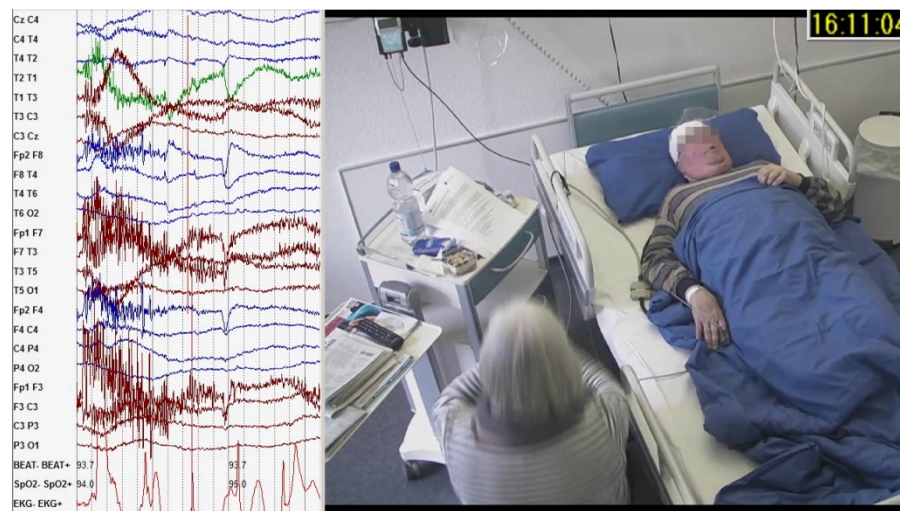 Cz C4
C4 T4
T4 T2
T2 T1
T1 T3
T3 C3
C3 Cz
Fp2 F8
F8 T4
T4 T6
T6 O2
Fp1 F7
F7 T3
T3 T5
T5 O1
Fp2 F4
F4 C4
C4 P4
P4 O2
Fp1 F3
F3 C3
C3 P3
P3 O1
BEAT- BEAT+ 93.7 93.7
SpO2- SpO2+ 94.0 95.0
EKG- EKG+
16:11:04